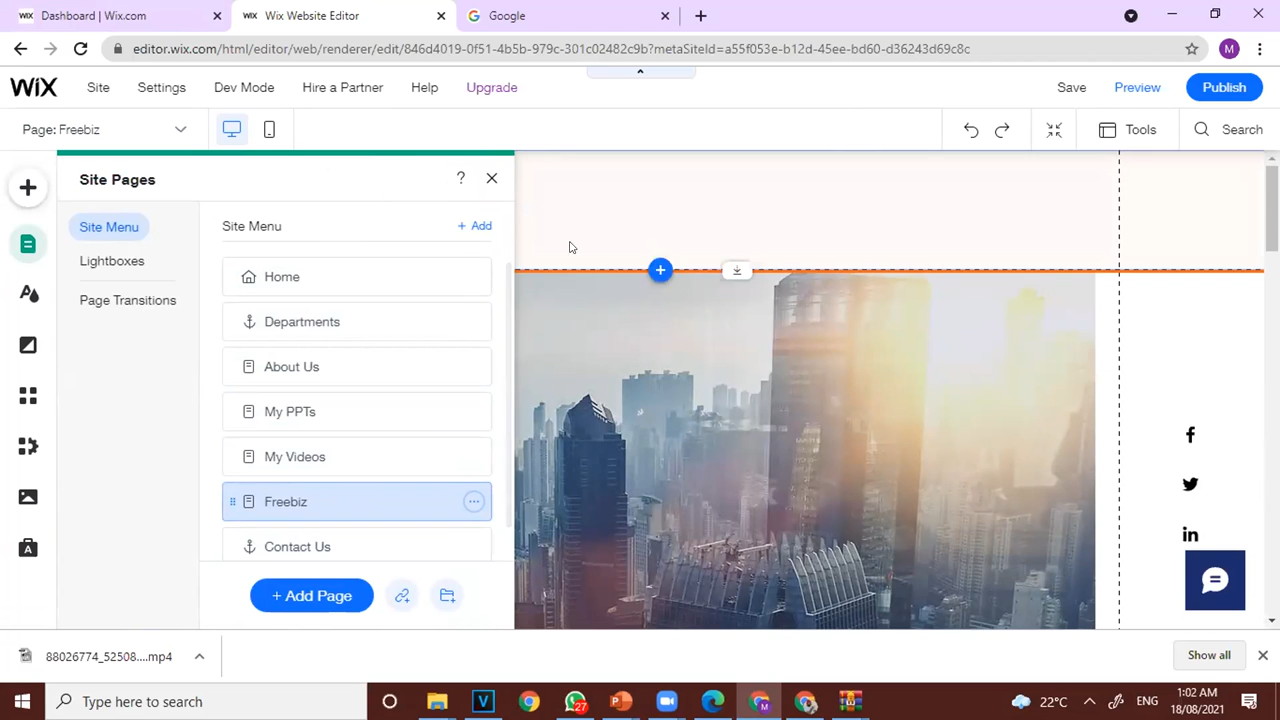 Dashboard | Wix.com
WiX
Wix Website Editor
Google
editor.wix.com/html/editor/web/renderer/edit/846d4019-0f51-4b5b-979c-301c02482c9b?metaSiteId=a55f053e-b12d-45ee-bd60-d36243d69c8c
M
WiX
Site
Settings
Dev Mode
Hire a Partner
Help
Upgrade
Save
Preview
Publish
Page: Freebiz
Tools
Search
Site Pages
?
Site Menu
Lightboxes
Page Transitions
Site Menu
+ Add
Home
Departments
About Us
My PPTs
My Videos
Freebiz
Contact Us
+ Add Page
88026774_52508....mp4
Show all
Type here to search
27
22°C
ENG
1:02 AM
18/08/2021